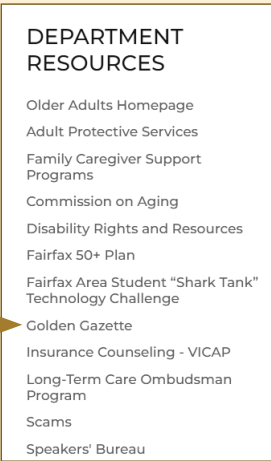 DEPARTMENT
RESOURCES
Older Adults Homepage
Adult Protective Services
Family Caregiver Support
Programs
Commission on Aging
Disability Rights and Resources
Fairfax 50+ Plan
Fairfax Area Student “Shark Tank”
Technology Challenge
Golden Gazette
Insurance Counseling - VICAP
Long-Term Care Ombudsman
Program
Scams
Speakers' Bureau